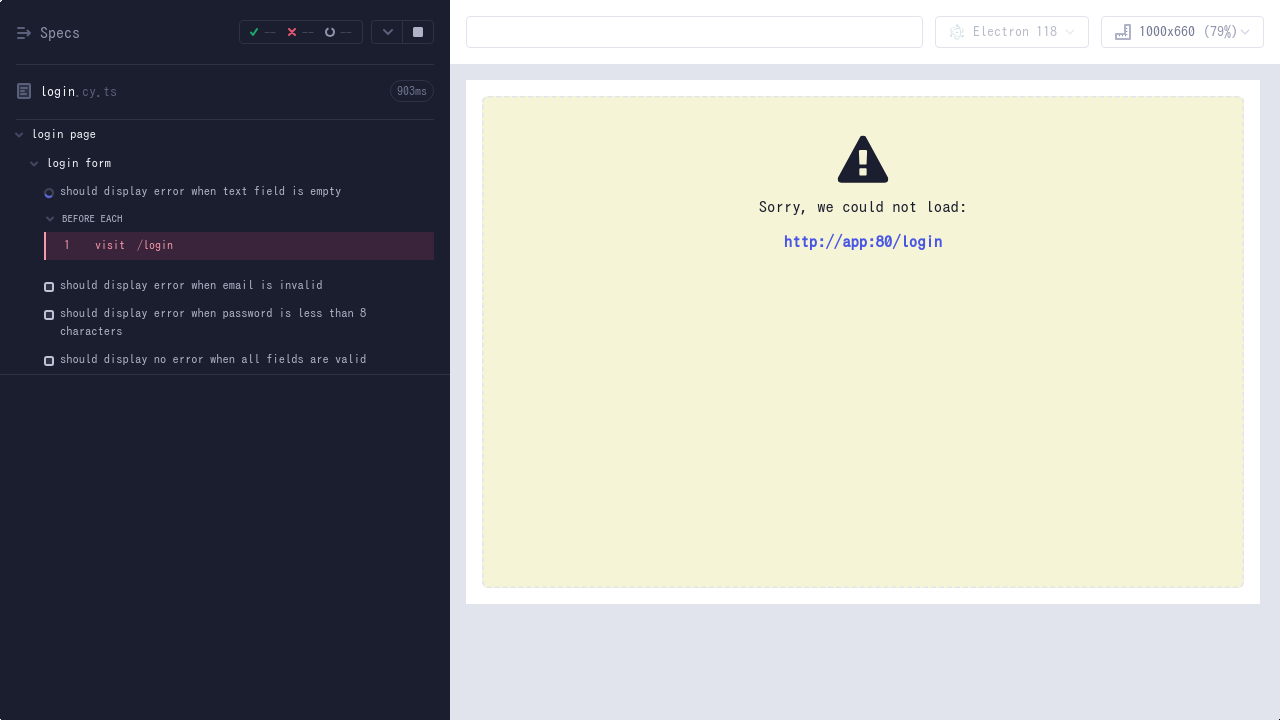 Specs
--
--
--
login.cy.ts
903ms
login page
login form
should display error when text field is empty
BEFORE EACH
1 visit /login
should display error when email is invalid
should display error when password is less than 8
characters
should display no error when all fields are valid
Electron 118
1000x660 (79%)
Sorry, we could not load:
http://app:80/login